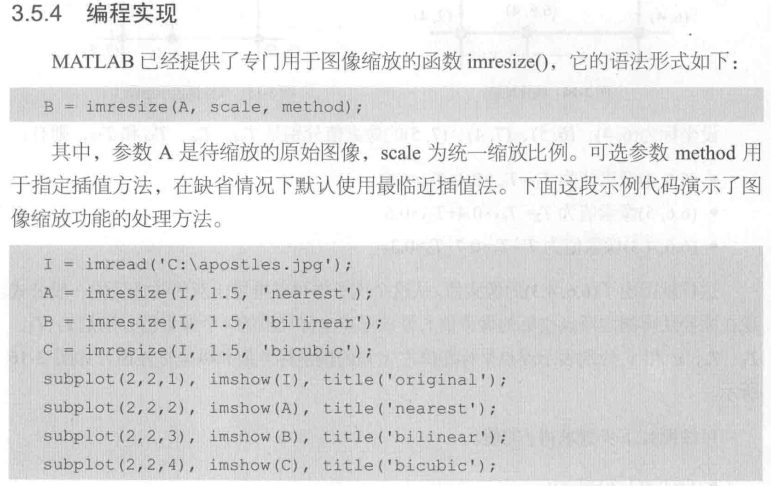 3.5.4 编程实现
MATLAB 已经提供了专门用于图像缩放的函数 imresize()，它的语法形式如下：
B = imresize(A, scale, method);
其中，参数 A 是待缩放的原始图像，scale 为统一缩放比例。可选参数 method 用
于指定插值方法，在缺省情况下默认使用最临近插值法。下面这段示例代码演示了图
像缩放功能的处理方法。
I = imread('C:\apostles.jpg');
A = imresize(I, 1.5, 'nearest');
B = imresize(I, 1.5, 'bilinear');
C = imresize(I, 1.5, 'bicubic');
subplot(2,2,1), imshow(I), title('original');
subplot(2,2,2), imshow(A), title('nearest');
subplot(2,2,3), imshow(B), title('bilinear');
subplot(2,2,4), imshow(C), title('bicubic');